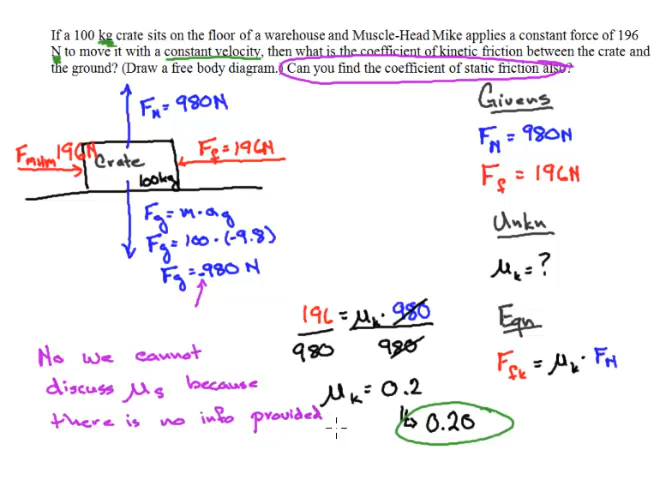 If a 100 kg crate sits on the floor of a warehouse and Muscle-Head Mike applies a constant force of 196
N to move it with a constant velocity, then what is the coefficient of kinetic friction between the crate and
the ground? (Draw a free body diagram. Can you find the coefficient of static friction also?
FN = 980N
FMHM 196N
Crate
100kg
Ff = 196N
Fg = m · ag
Fg = 100 · (-9.8)
Fg = -980 N
Givens
FN = 980N
Ff = 196N
Unkn
μk = ?
Eqn
Ffk = μk · FN
196 = μk · 980
980 980
μk = 0.2
0.20
No we cannot
discuss μs because
there is no info provided